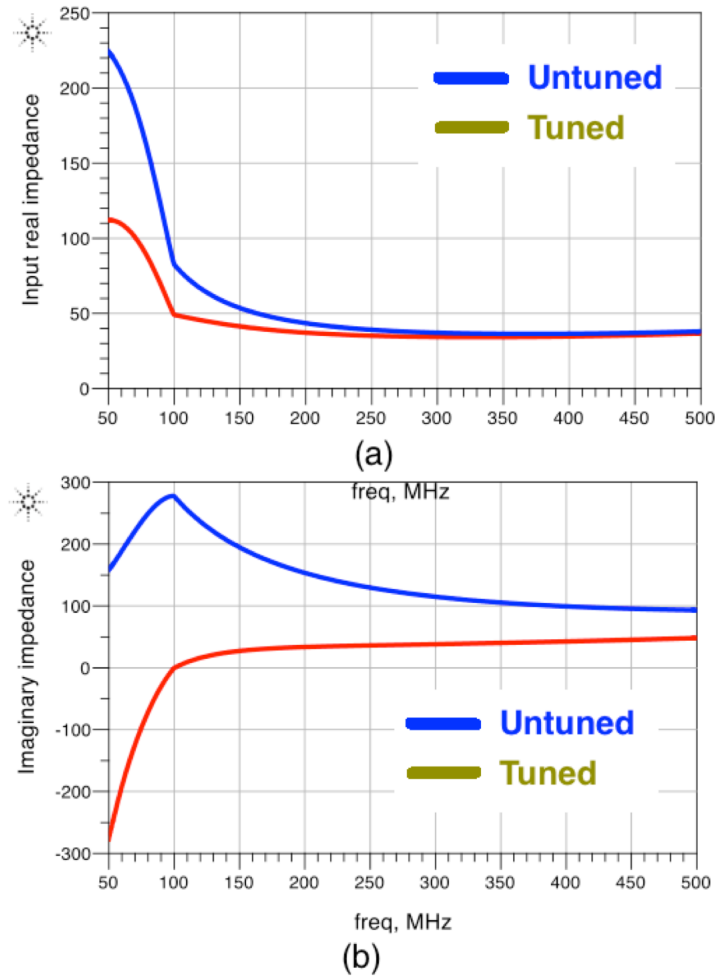 250
200
150
100
50
0
Input real impedance
Untuned
Tuned
50 100 150 200 250 300 350 400 450 500
(a)
freq, MHz
300
200
100
0
-100
-200
-300
Imaginary impedance
Untuned
Tuned
50 100 150 200 250 300 350 400 450 500
freq, MHz
(b)